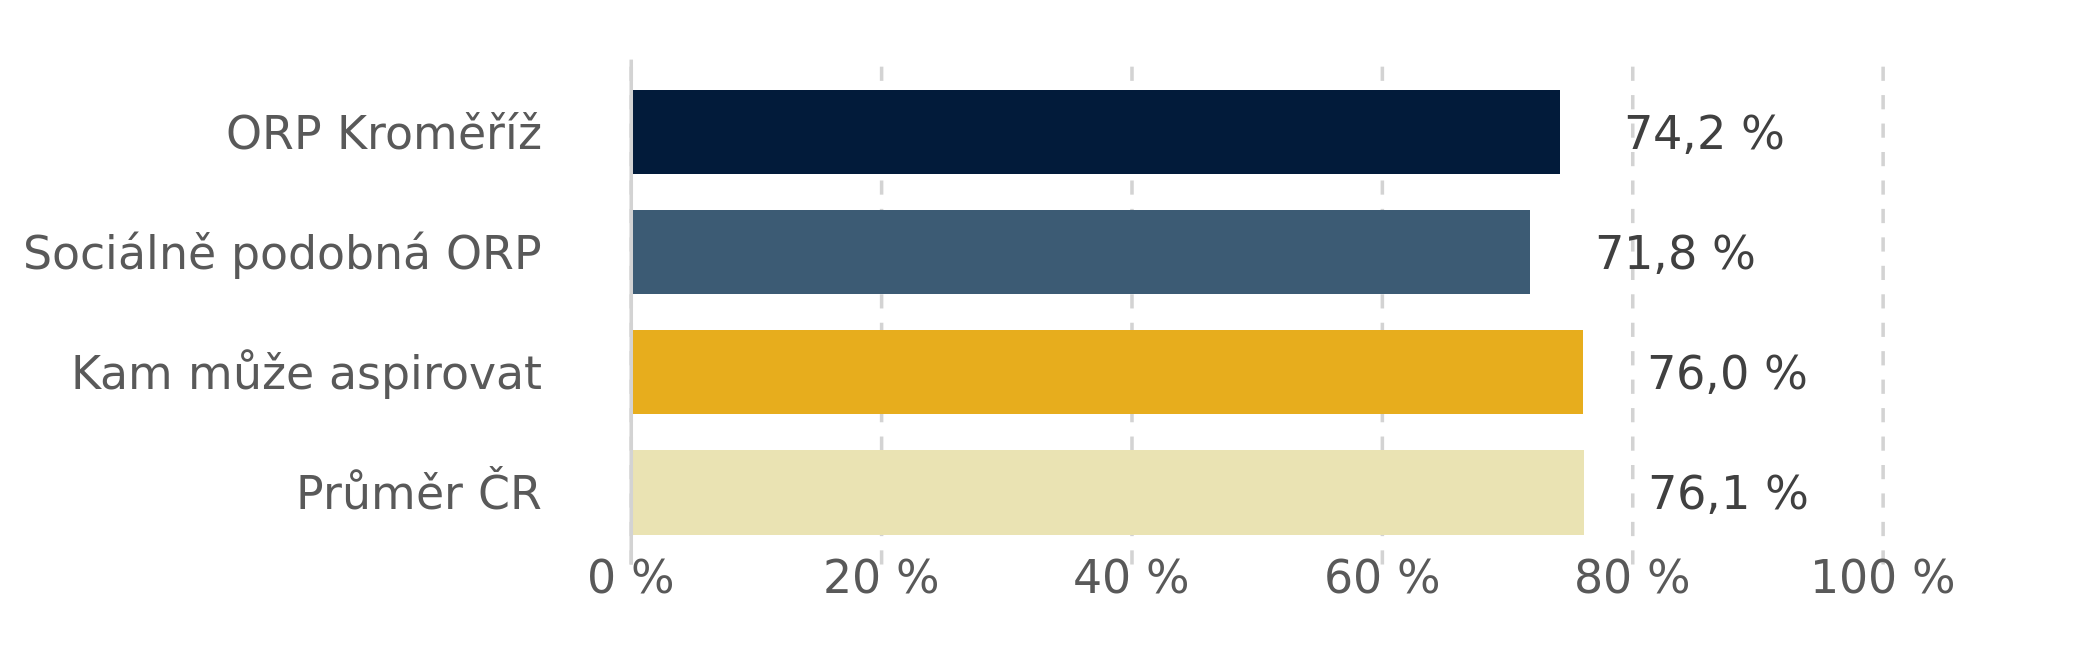 ORP Kroměříž 74,2 %
Sociálně podobná ORP 71,8 %
Kam může aspirovat 76,0 %
Průměr ČR 76,1 %
0 % 20 % 40 % 60 % 80 % 100 %